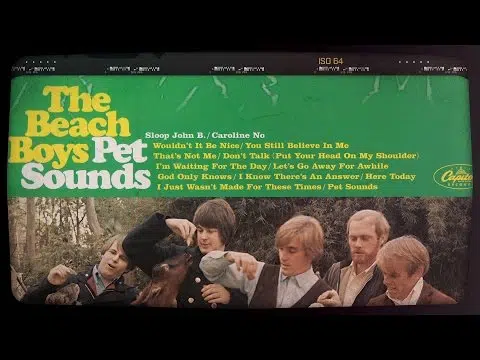 ISO 64
The
Beach
Boys Pet
Sounds
Sloop John B./Caroline No
Wouldn't It Be Nice/You Still Believe In Me
That's Not Me/Don't Talk (Put Your Head On My Shoulder)
I'm Waiting For The Day/Let's Go Away For Awhile
God Only Knows/I Know There's An Answer/Here Today
I Just Wasn't Made For These Times/Pet Sounds
Capitol